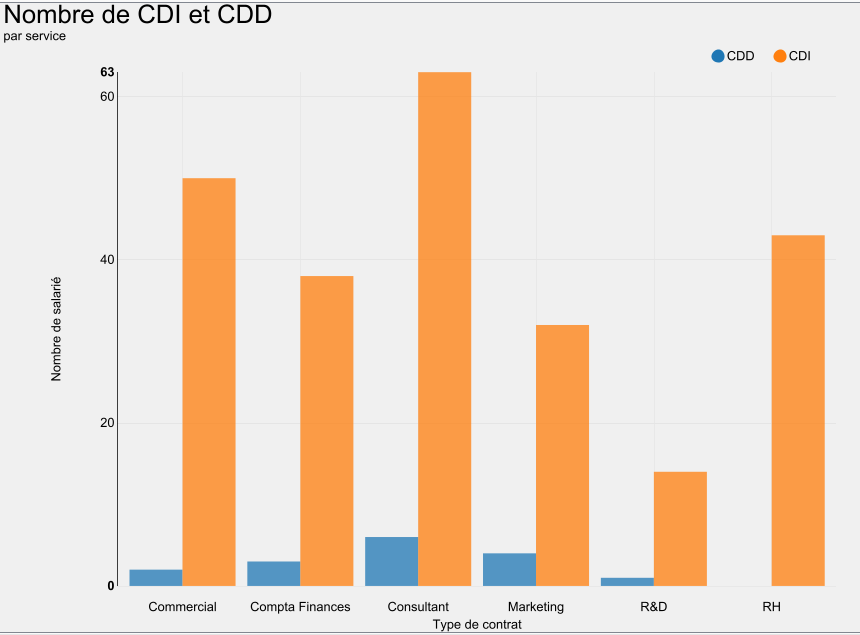 Nombre de CDI et CDD
par service
CDD
CDI
63
60
40
20
0
Nombre de salarié
Commercial
Compta Finances
Consultant
Marketing
R&D
RH
Type de contrat